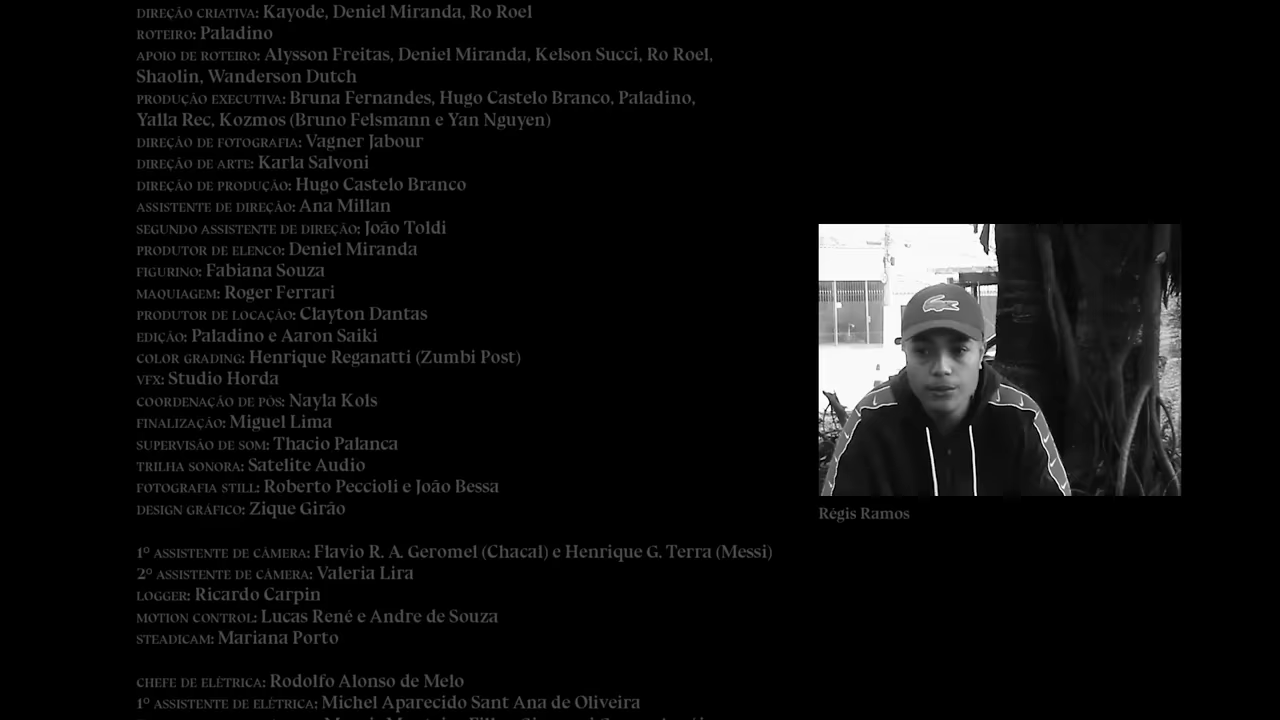 DIREÇÃO CRIATIVA: Kayode, Deniel Miranda, Ro Roel
ROTEIRO: Paladino
APOIO DE ROTEIRO: Alysson Freitas, Deniel Miranda, Kelson Succi, Ro Roel,
Shaolin, Wanderson Dutch
PRODUÇÃO EXECUTIVA: Bruna Fernandes, Hugo Castelo Branco, Paladino,
Yalla Rec, Kozmos (Bruno Felsmann e Yan Nguyen)
DIREÇÃO DE FOTOGRAFIA: Vagner Jabour
DIREÇÃO DE ARTE: Karla Salvoni
DIREÇÃO DE PRODUÇÃO: Hugo Castelo Branco
ASSISTENTE DE DIREÇÃO: Ana Millan
SEGUNDO ASSISTENTE DE DIREÇÃO: João Toldi
PRODUTOR DE ELENCO: Deniel Miranda
FIGURINO: Fabiana Souza
MAQUIAGEM: Roger Ferrari
PRODUTOR DE LOCAÇÃO: Clayton Dantas
EDIÇÃO: Paladino e Aaron Saiki
COLOR GRADING: Henrique Reganatti (Zumbi Post)
VFX: Studio Horda
COORDENAÇÃO DE PÓS: Nayla Kols
FINALIZAÇÃO: Miguel Lima
SUPERVISÃO DE SOM: Thacio Palanca
TRILHA SONORA: Satelite Audio
FOTOGRAFIA STILL: Roberto Peccioli e João Bessa
DESIGN GRÁFICO: Zique Girão
Régis Ramos
1º ASSISTENTE DE CÂMERA: Flavio R. A. Geromel (Chacal) e Henrique G. Terra (Messi)
2º ASSISTENTE DE CÂMERA: Valeria Lira
LOGGER: Ricardo Carpin
MOTION CONTROL: Lucas René e Andre de Souza
STEADICAM: Mariana Porto
CHEFE DE ELÉTRICA: Rodolfo Alonso de Melo
1º ASSISTENTE DE ELÉTRICA: Michel Aparecido Sant Ana de Oliveira